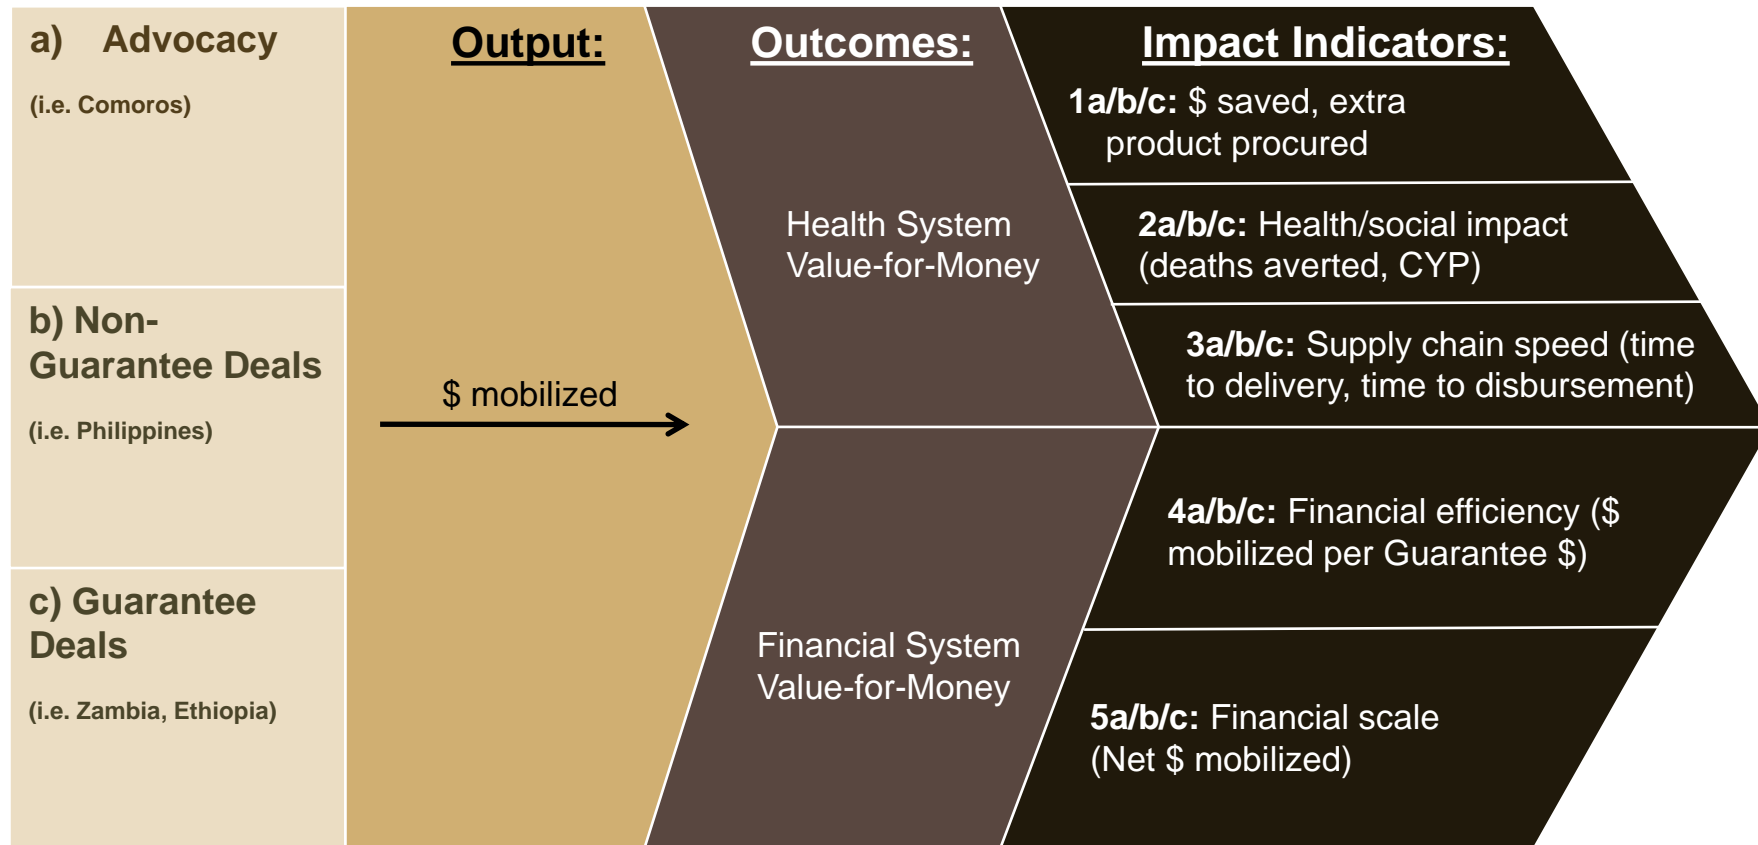 a) Advocacy
(i.e. Comoros)
b) Non-
Guarantee Deals
(i.e. Philippines)
c) Guarantee
Deals
(i.e. Zambia, Ethiopia)
Output:
$ mobilized
Outcomes:
Health System
Value-for-Money
Financial System
Value-for-Money
Impact Indicators:
1a/b/c: $ saved, extra
product procured
2a/b/c: Health/social impact
(deaths averted, CYP)
3a/b/c: Supply chain speed (time
to delivery, time to disbursement)
4a/b/c: Financial efficiency ($
mobilized per Guarantee $)
5a/b/c: Financial scale
(Net $ mobilized)